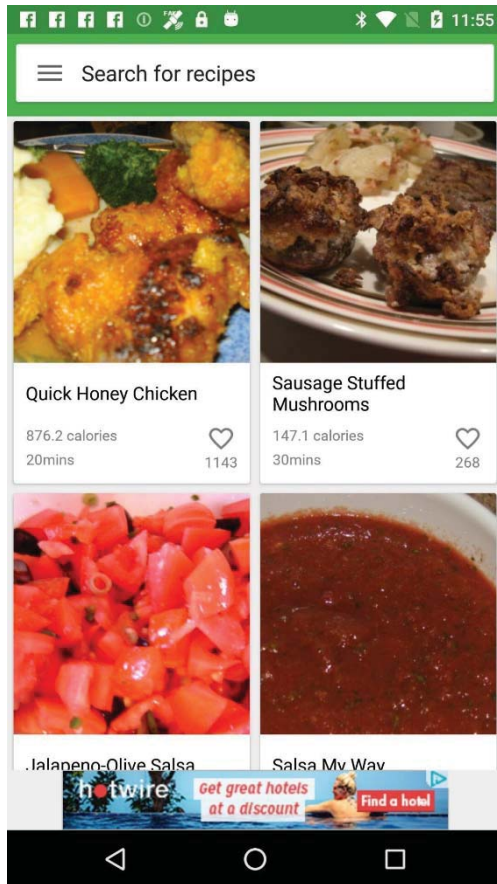 11:55
Search for recipes
Quick Honey Chicken
876.2 calories
20mins
1143
Sausage Stuffed
Mushrooms
147.1 calories
30mins
268
Jalapeno-Olive Salsa
Salsa My Way
hotwire
Get great hotels
at a discount
Find a hotel